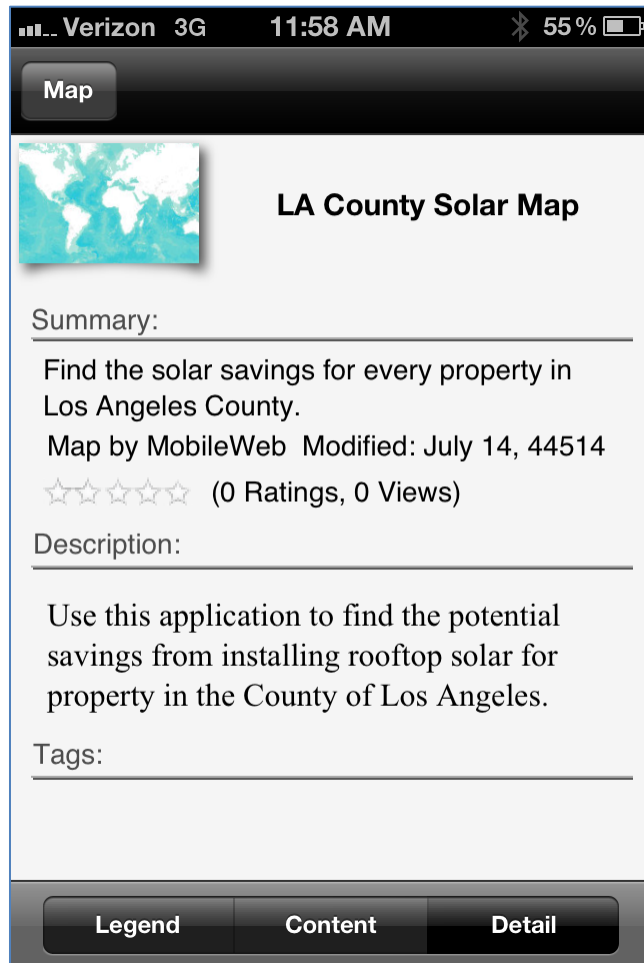 Verizon 3G 11:58 AM 55 %
Map
LA County Solar Map
Summary:
Find the solar savings for every property in
Los Angeles County.
Map by MobileWeb Modified: July 14, 44514
(0 Ratings, 0 Views)
Description:
Use this application to find the potential
savings from installing rooftop solar for
property in the County of Los Angeles.
Tags:
Legend Content Detail